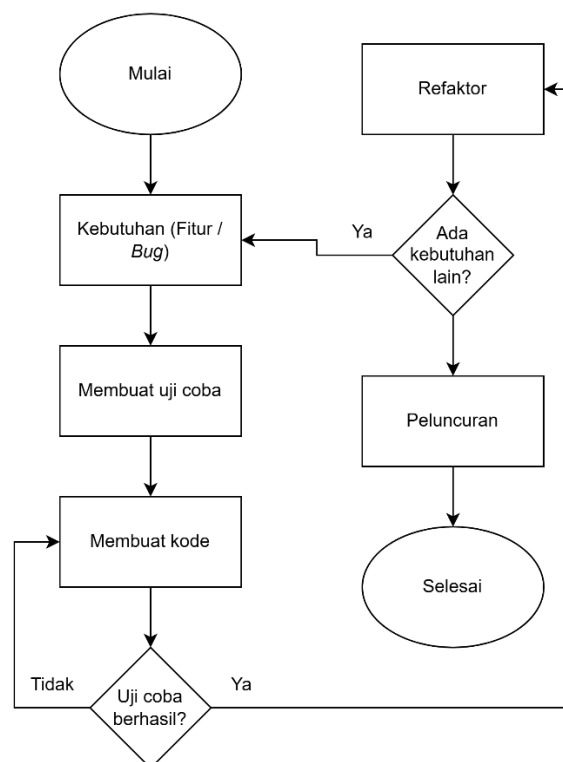 Mulai
Kebutuhan (Fitur /
Bug)
Membuat uji coba
Membuat kode
Tidak
Uji coba
berhasil?
Ya
Refaktor
Ya
Ada
kebutuhan
lain?
Peluncuran
Selesai